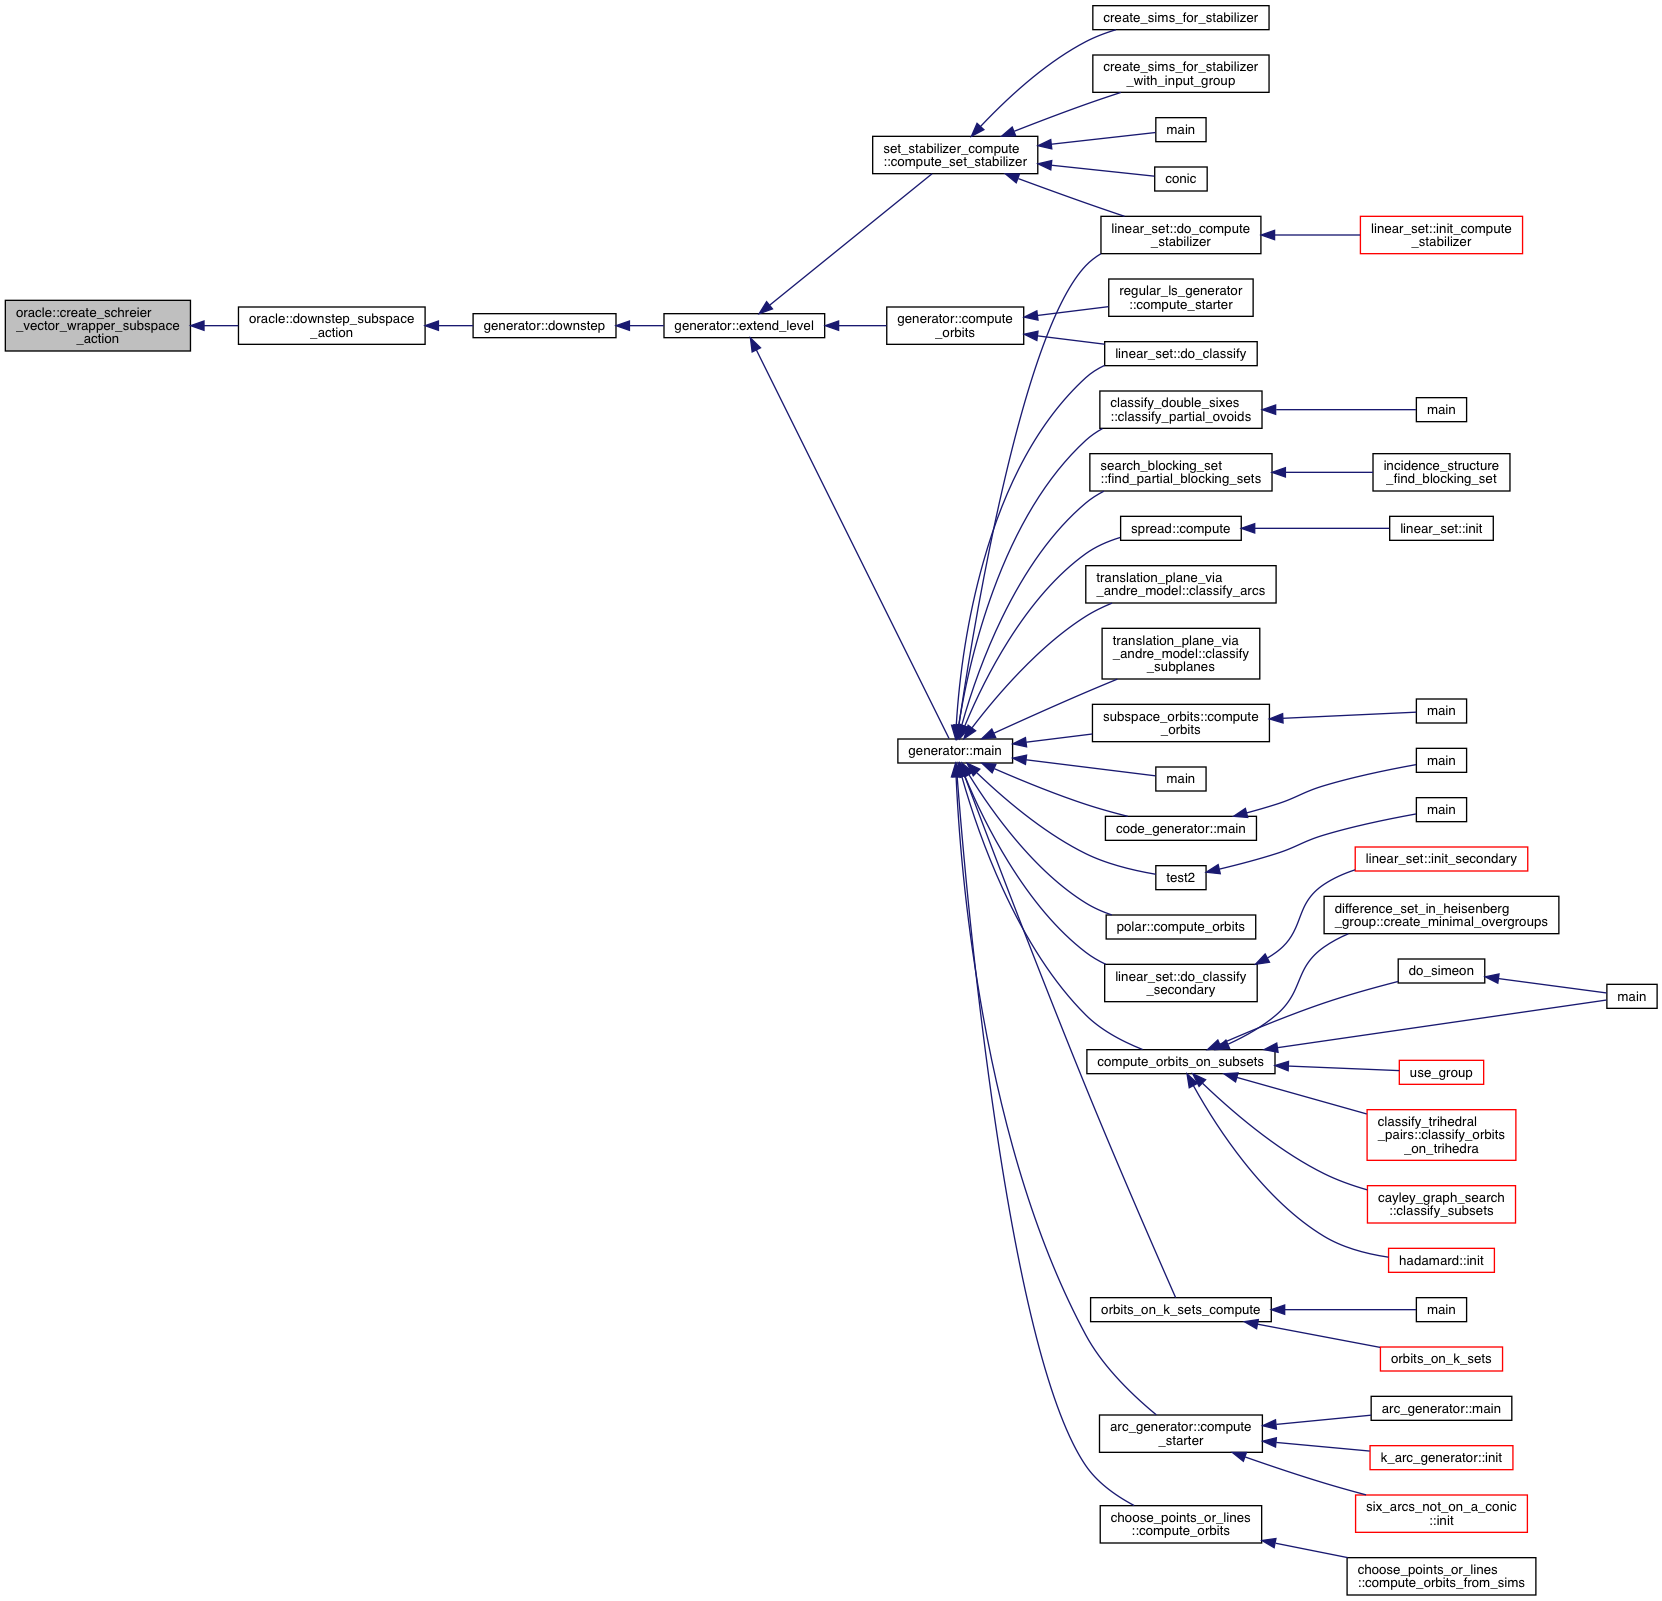 create_sims_for_stabilizer
create_sims_for_stabilizer
_with_input_group
main
set_stabilizer_compute
::compute_set_stabilizer
conic
linear_set::do_compute
_stabilizer
linear_set::init_compute
_stabilizer
regular_ls_generator
::compute_starter
oracle::create_schreier
_vector_wrapper_subspace
_action
oracle::downstep_subspace
_action
generator::downstep
generator::extend_level
generator::compute
_orbits
linear_set::do_classify
classify_double_sixes
::classify_partial_ovoids
main
search_blocking_set
::find_partial_blocking_sets
incidence_structure
_find_blocking_set
spread::compute
linear_set::init
translation_plane_via
_andre_model::classify_arcs
translation_plane_via
_andre_model::classify
_subplanes
subspace_orbits::compute
_orbits
main
generator::main
main
main
code_generator::main
main
test2
linear_set::init_secondary
polar::compute_orbits
difference_set_in_heisenberg
_group::create_minimal_overgroups
linear_set::do_classify
_secondary
do_simeon
main
compute_orbits_on_subsets
use_group
classify_trihedral
_pairs::classify_orbits
_on_trihedra
cayley_graph_search
::classify_subsets
hadamard::init
orbits_on_k_sets_compute
main
orbits_on_k_sets
arc_generator::compute
_starter
arc_generator::main
k_arc_generator::init
six_arcs_not_on_a_conic
::init
choose_points_or_lines
::compute_orbits
choose_points_or_lines
::compute_orbits_from_sims